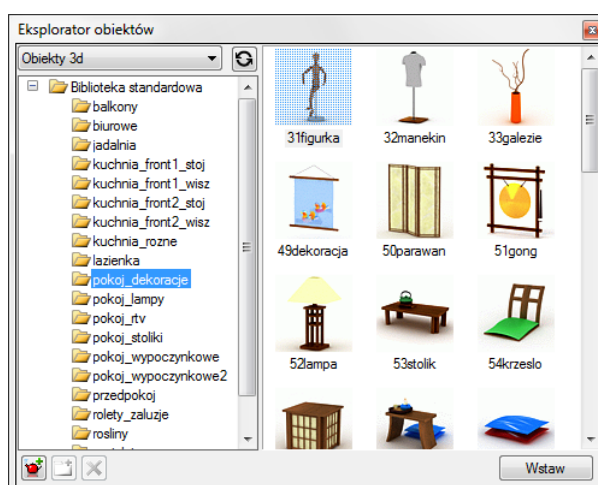 Eksplorator obiektów
Obiekty 3d
Biblioteka standardowa
balkony
biurowe
jadalnia
kuchnia_front1_stoj
kuchnia_front1_wisz
kuchnia_front2_stoj
kuchnia_front2_wisz
kuchnia_rozne
lazienka
pokoj_dekoracje
pokoj_lampy
pokoj_rtv
pokoj_stoliki
pokoj_wypoczynkowe
pokoj_wypoczynkowe2
przedpokoj
rolety_zaluzje
rosliny
31figurka
32manekin
33galezie
49dekoracja
50parawan
51gong
52lampa
53stolik
54krzeslo
Wstaw